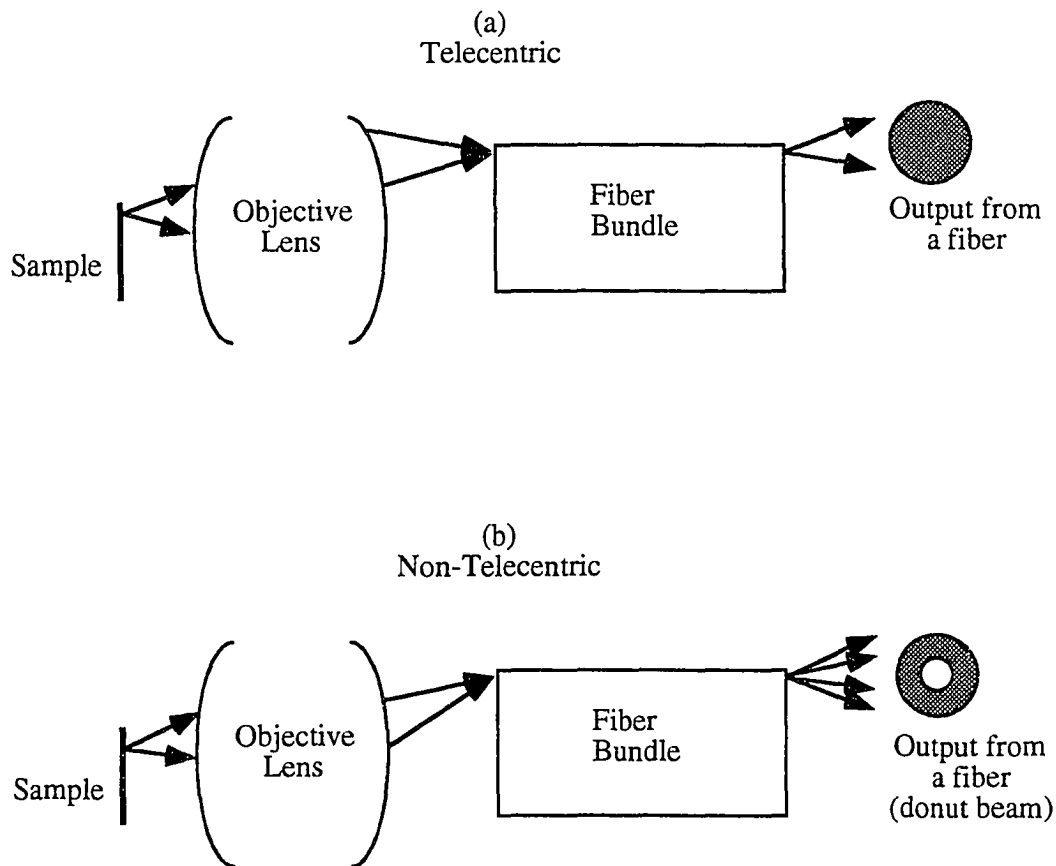 (a)
Telecentric
Objective
Lens
Fiber
Bundle
Output from
a fiber
Sample
(b)
Non-Telecentric
Objective
Lens
Fiber
Bundle
Output from
a fiber
(donut beam)
Sample